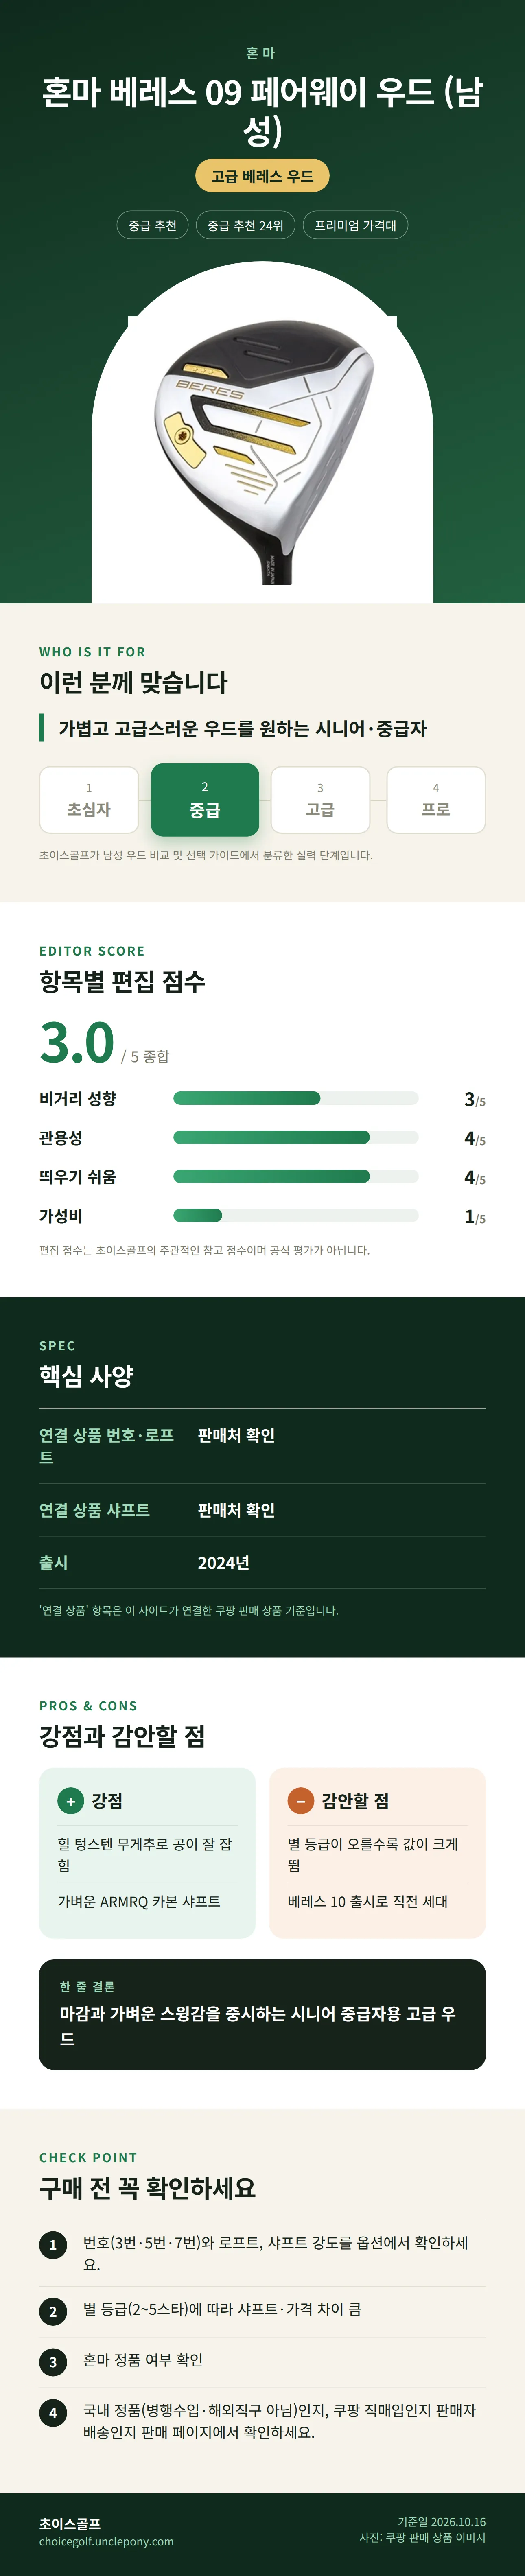 혼마
혼마 베레스 09 페어웨이 우드 (남
성)
고급 베레스 우드
중급 추천
중급 추천 24위
프리미엄 가격대
BERES
WHO IS IT FOR
이런 분께 맞습니다
가볍고 고급스러운 우드를 원하는 시니어·중급자
1
초심자
2
중급
3
고급
4
프로
초이스골프가 남성 우드 비교 및 선택 가이드에서 분류한 실력 단계입니다.
EDITOR SCORE
항목별 편집 점수
3.0 / 5 종합
비거리 성향 3/5
관용성 4/5
띄우기 쉬움 4/5
가성비 1/5
편집 점수는 초이스골프의 주관적인 참고 점수이며 공식 평가가 아닙니다.
SPEC
핵심 사양
연결 상품 번호·로프
트
판매처 확인
연결 상품 샤프트 판매처 확인
출시 2024년
'연결 상품' 항목은 이 사이트가 연결한 쿠팡 판매 상품 기준입니다.
PROS & CONS
강점과 감안할 점
+ 강점
힐 텅스텐 무게추로 공이 잘 잡
힘
가벼운 ARMRQ 카본 샤프트
− 감안할 점
별 등급이 오를수록 값이 크게
뜀
베레스 10 출시로 직전 세대
한 줄 결론
마감과 가벼운 스윙감을 중시하는 시니어 중급자용 고급 우
드
CHECK POINT
구매 전 꼭 확인하세요
1 번호(3번·5번·7번)와 로프트, 샤프트 강도를 옵션에서 확인하세
요.
2 별 등급(2~5스타)에 따라 샤프트·가격 차이 큼
3 혼마 정품 여부 확인
4 국내 정품(병행수입·해외직구 아님)인지, 쿠팡 직매입인지 판매자
배송인지 판매 페이지에서 확인하세요.
초이스골프
choicegolf.unclepony.com
기준일 2026.10.16
사진: 쿠팡 판매 상품 이미지